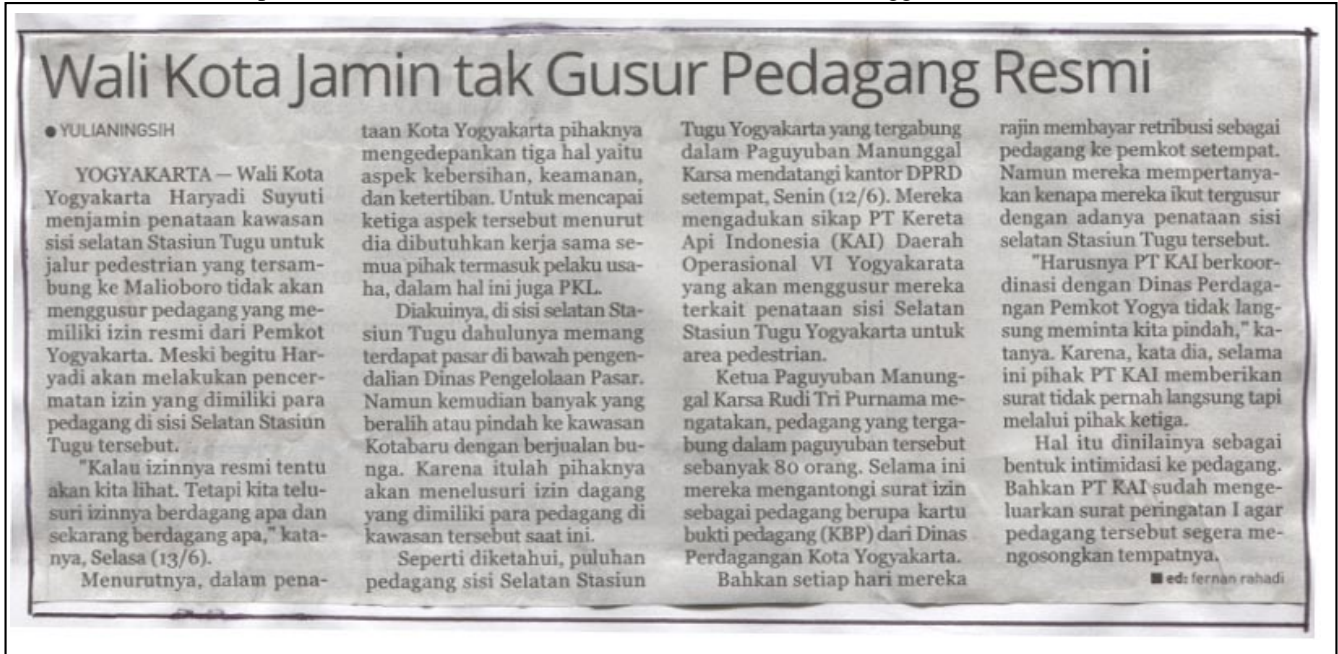 Wali Kota Jamin tak Gusur Pedagang Resmi
● YULIANINGSIH
YOGYAKARTA — Wali Kota
Yogyakarta Haryadi Suyuti
menjamin penataan kawasan
sisi selatan Stasiun Tugu untuk
jalur pedestrian yang tersam-
bung ke Malioboro tidak akan
menggusur pedagang yang me-
miliki izin resmi dari Pemkot
Yogyakarta. Meski begitu Har-
yadi akan melakukan pencer-
matan izin yang dimiliki para
pedagang di sisi Selatan Stasiun
Tugu tersebut.
"Kalau izinnya resmi tentu
akan kita lihat. Tetapi kita telu-
suri izinnya berdagang apa dan
sekarang berdagang apa," kata-
nya, Selasa (13/6).
Menurutnya, dalam pena-
taan Kota Yogyakarta pihaknya
mengedepankan tiga hal yaitu
aspek kebersihan, keamanan,
dan ketertiban. Untuk mencapai
ketiga aspek tersebut menurut
dia dibutuhkan kerja sama se-
mua pihak termasuk pelaku usa-
ha, dalam hal ini juga PKL.
Diakuinya, di sisi selatan Sta-
siun Tugu dahulunya memang
terdapat pasar di bawah pengen-
dalian Dinas Pengelolaan Pasar.
Namun kemudian banyak yang
beralih atau pindah ke kawasan
Kotabaru dengan berjualan bu-
nga. Karena itulah pihaknya
akan menelusuri izin dagang
yang dimiliki para pedagang di
kawasan tersebut saat ini.
Seperti diketahui, puluhan
pedagang sisi Selatan Stasiun
Tugu Yogyakarta yang tergabung
dalam Paguyuban Manunggal
Karsa mendatangi kantor DPRD
setempat, Senin (12/6). Mereka
mengadukan sikap PT Kereta
Api Indonesia (KAI) Daerah
Operasional VI Yogyakarata
yang akan menggusur mereka
terkait penataan sisi Selatan
Stasiun Tugu Yogyakarta untuk
area pedestrian.
Ketua Paguyuban Manung-
gal Karsa Rudi Tri Purnama me-
ngatakan, pedagang yang terga-
bung dalam paguyuban tersebut
sebanyak 80 orang. Selama ini
mereka mengantongi surat izin
sebagai pedagang berupa kartu
bukti pedagang (KBP) dari Dinas
Perdagangan Kota Yogyakarta.
Bahkan setiap hari mereka
rajin membayar retribusi sebagai
pedagang ke pemkot setempat.
Namun mereka mempertanya-
kan kenapa mereka ikut tergusur
dengan adanya penataan sisi
selatan Stasiun Tugu tersebut.
"Harusnya PT KAI berkoor-
dinasi dengan Dinas Perdaga-
ngan Pemkot Yogya tidak lang-
sung meminta kita pindah," ka-
tanya. Karena, kata dia, selama
ini pihak PT KAI memberikan
surat tidak pernah langsung tapi
melalui pihak ketiga.
Hal itu dinilainya sebagai
bentuk intimidasi ke pedagang.
Bahkan PT KAI sudah menge-
luarkan surat peringatan I agar
pedagang tersebut segera me-
ngosongkan tempatnya.
■ ed: fernan rahadi